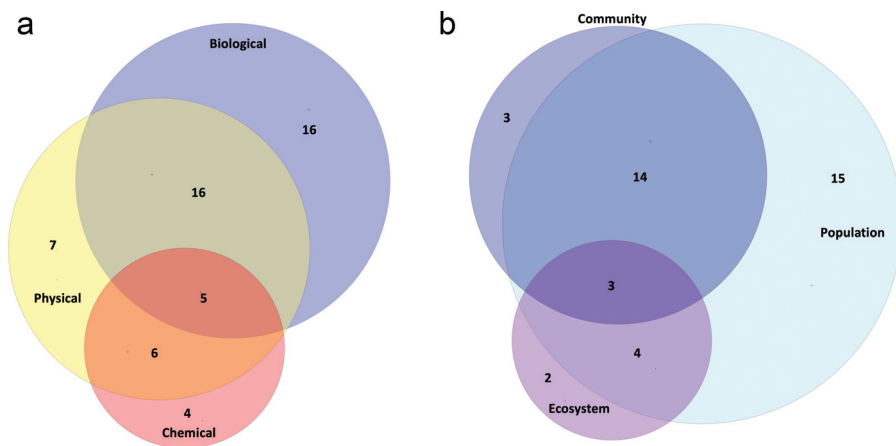 a
Biological
16
16
7
Physical
5
6
4
Chemical
b
Community
3
14
15
Population
3
4
2
Ecosystem